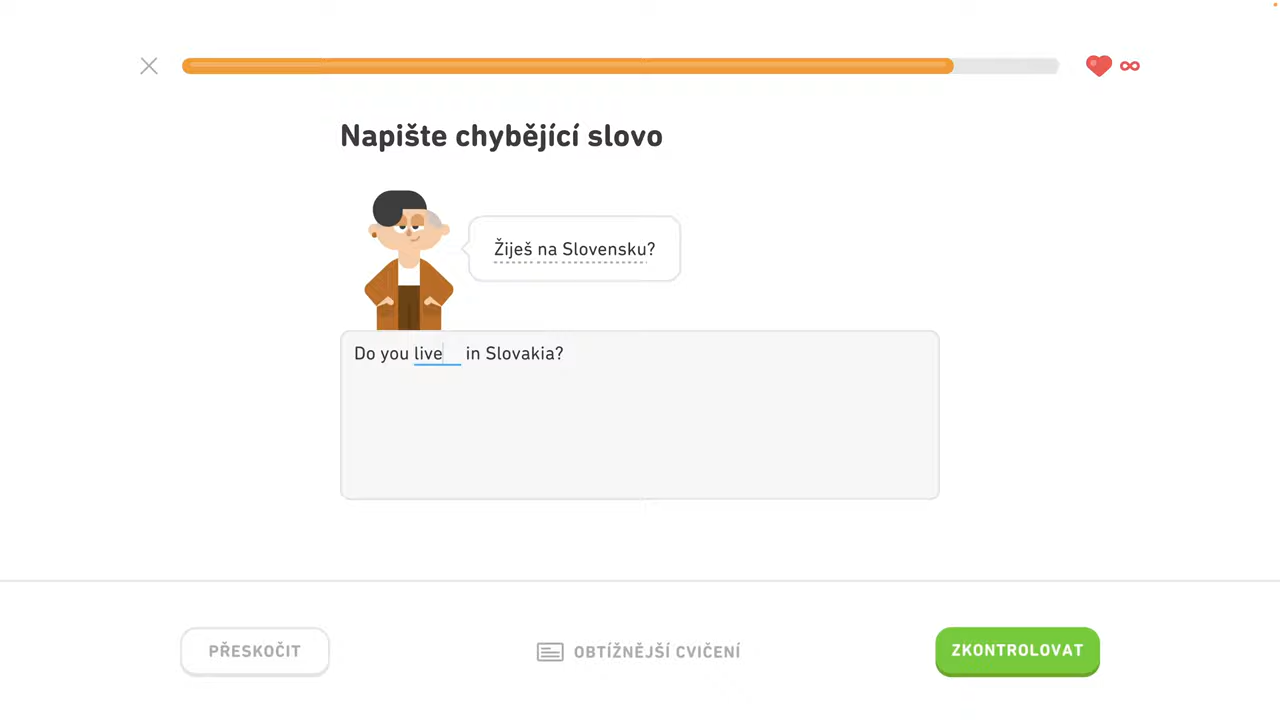 ∞
Napište chybějící slovo
Žiješ na Slovensku?
Do you live in Slovakia?
PŘESKOČIT
OBTÍŽNĚJŠÍ CVIČENÍ
ZKONTROLOVAT